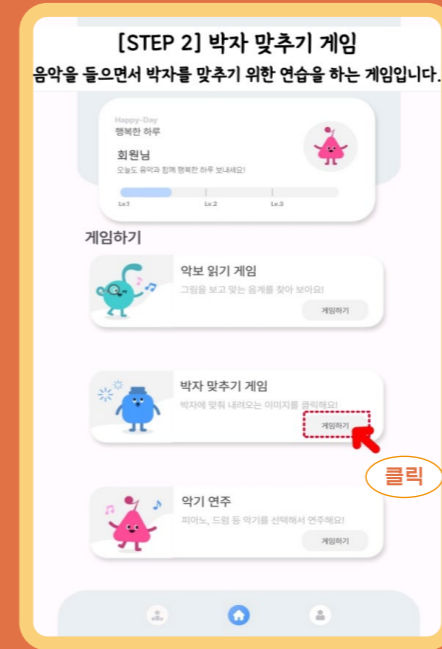 [STEP 2] 박자 맞추기 게임
음악을 들으면서 박자를 맞추기 위한 연습을 하는 게임입니다.
Happy-Day
행복한 하루
회원님
오늘도 음악과 함께 행복한 하루 보내세요!
Lv.1 Lv.2 Lv.3
게임하기
악보 읽기 게임
그림을 보고 맞는 음계를 찾아 보아요!
게임하기
박자 맞추기 게임
박자에 맞춰 내려오는 이미지를 클릭해요!
게임하기
클릭
악기 연주
피아노, 드럼 등 악기를 선택해서 연주해요!
게임하기